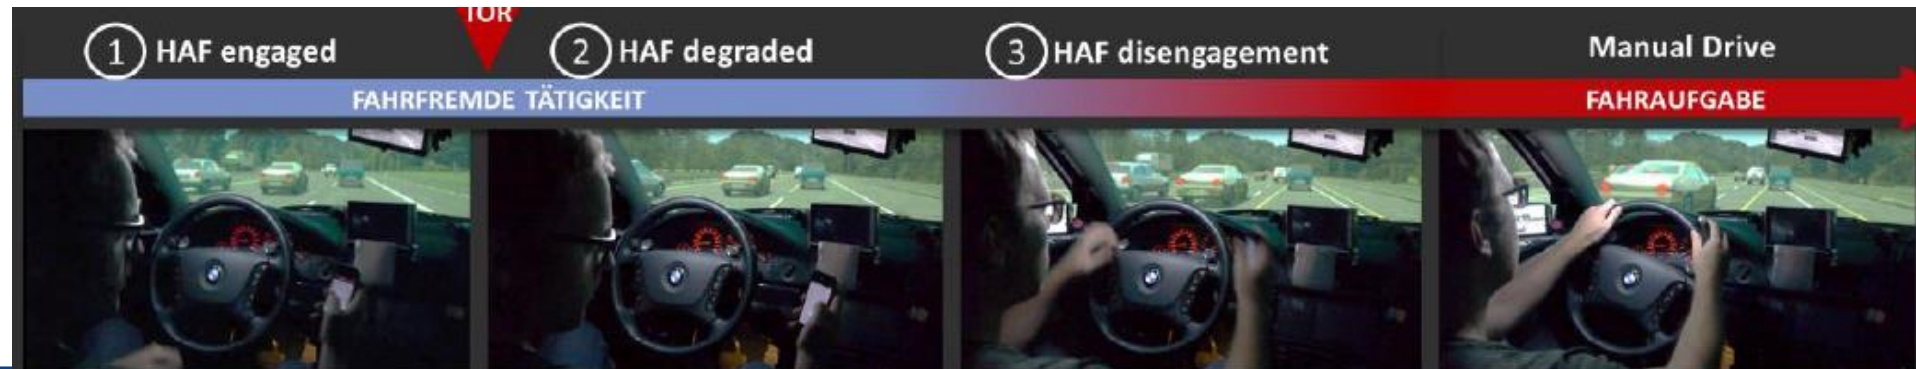 TOR
① HAF engaged
② HAF degraded
③ HAF disengagement
Manual Drive
FAHRFREMDE TÄTIGKEIT
FAHRAUFGABE